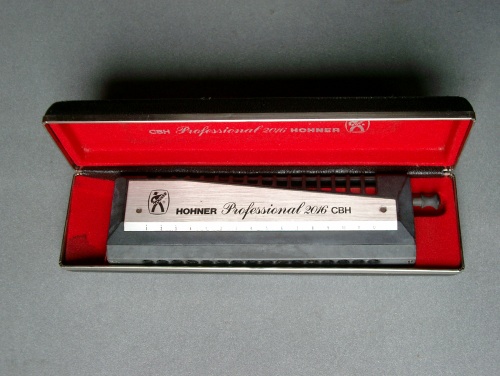 CBH Professional 2016 HOHNER
HOHNER Professional 2016 CBH